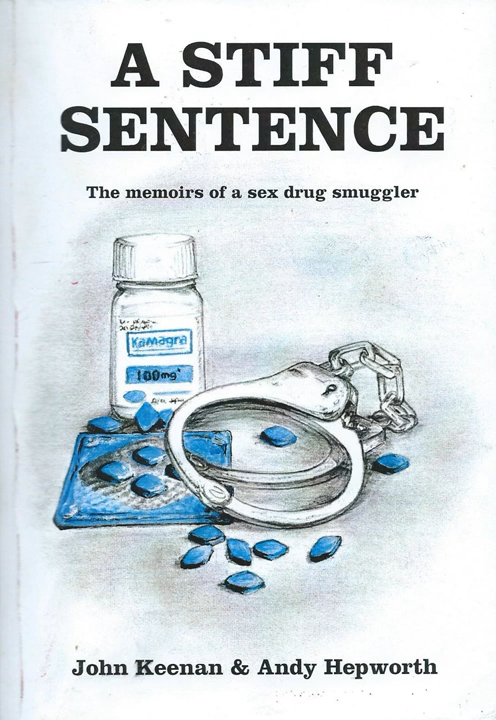 A STIFF
SENTENCE
The memoirs of a sex drug smuggler
Kamagra
100mg
John Keenan & Andy Hepworth